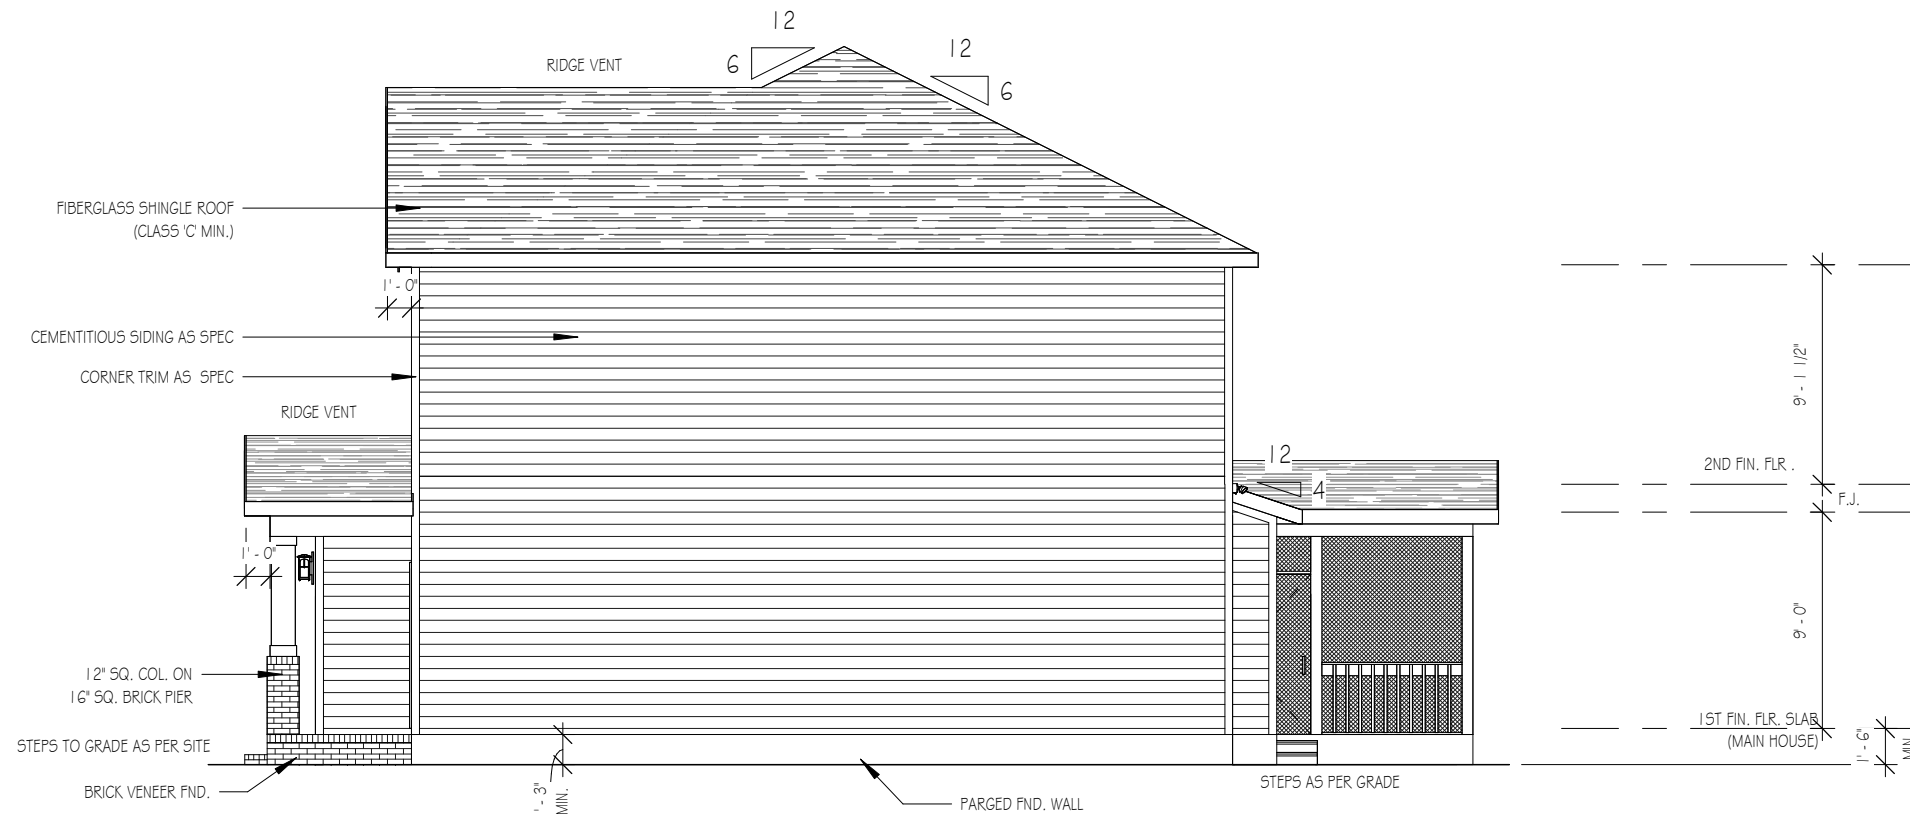 12
6
RIDGE VENT
12
6
FIBERGLASS SHINGLE ROOF
(CLASS 'C' MIN.)
1' - 0"
CEMENTITIOUS SIDING AS SPEC
CORNER TRIM AS SPEC
9' - 1 1/2"
RIDGE VENT
12
4
2ND FIN. FLR .
F.J.
1' - 0"
9' - 0"
12" SQ. COL. ON
16" SQ. BRICK PIER
1ST FIN. FLR. SLAB
(MAIN HOUSE)
1' - 6"
MIN.
STEPS TO GRADE AS PER SITE
BRICK VENEER FND.
' - 3"
MIN.
PARGED FND. WALL
STEPS AS PER GRADE